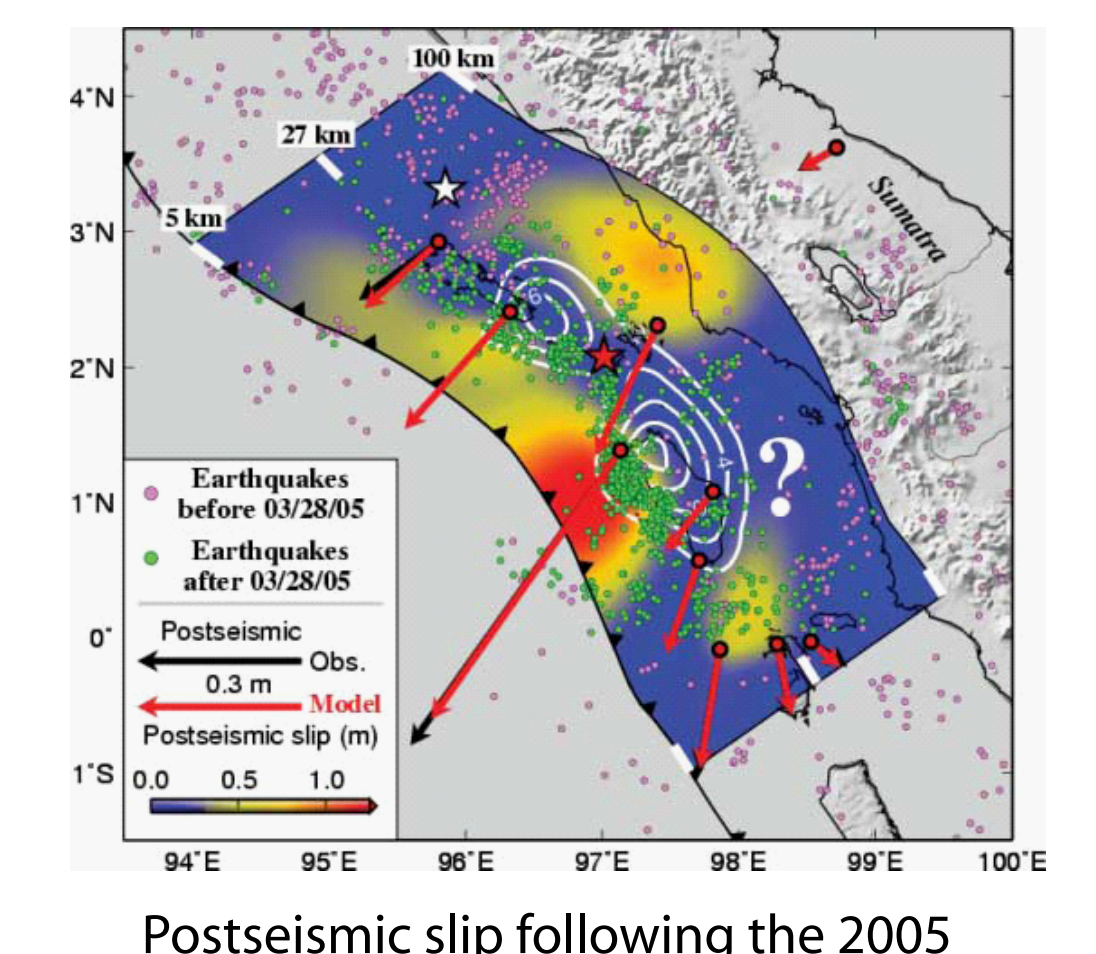 100 km
4°N
27 km
Sumatra
5 km
3°N
6
2°N
4
?
1°N
Earthquakes
before 03/28/05
Earthquakes
after 03/28/05
0°
Postseismic
Obs.
0.3 m
Model
Postseismic slip (m)
1°S
0.0 0.5 1.0
94°E 95°E 96°E 97°E 98°E 99°E 100°E
Postseismic slip following the 2005